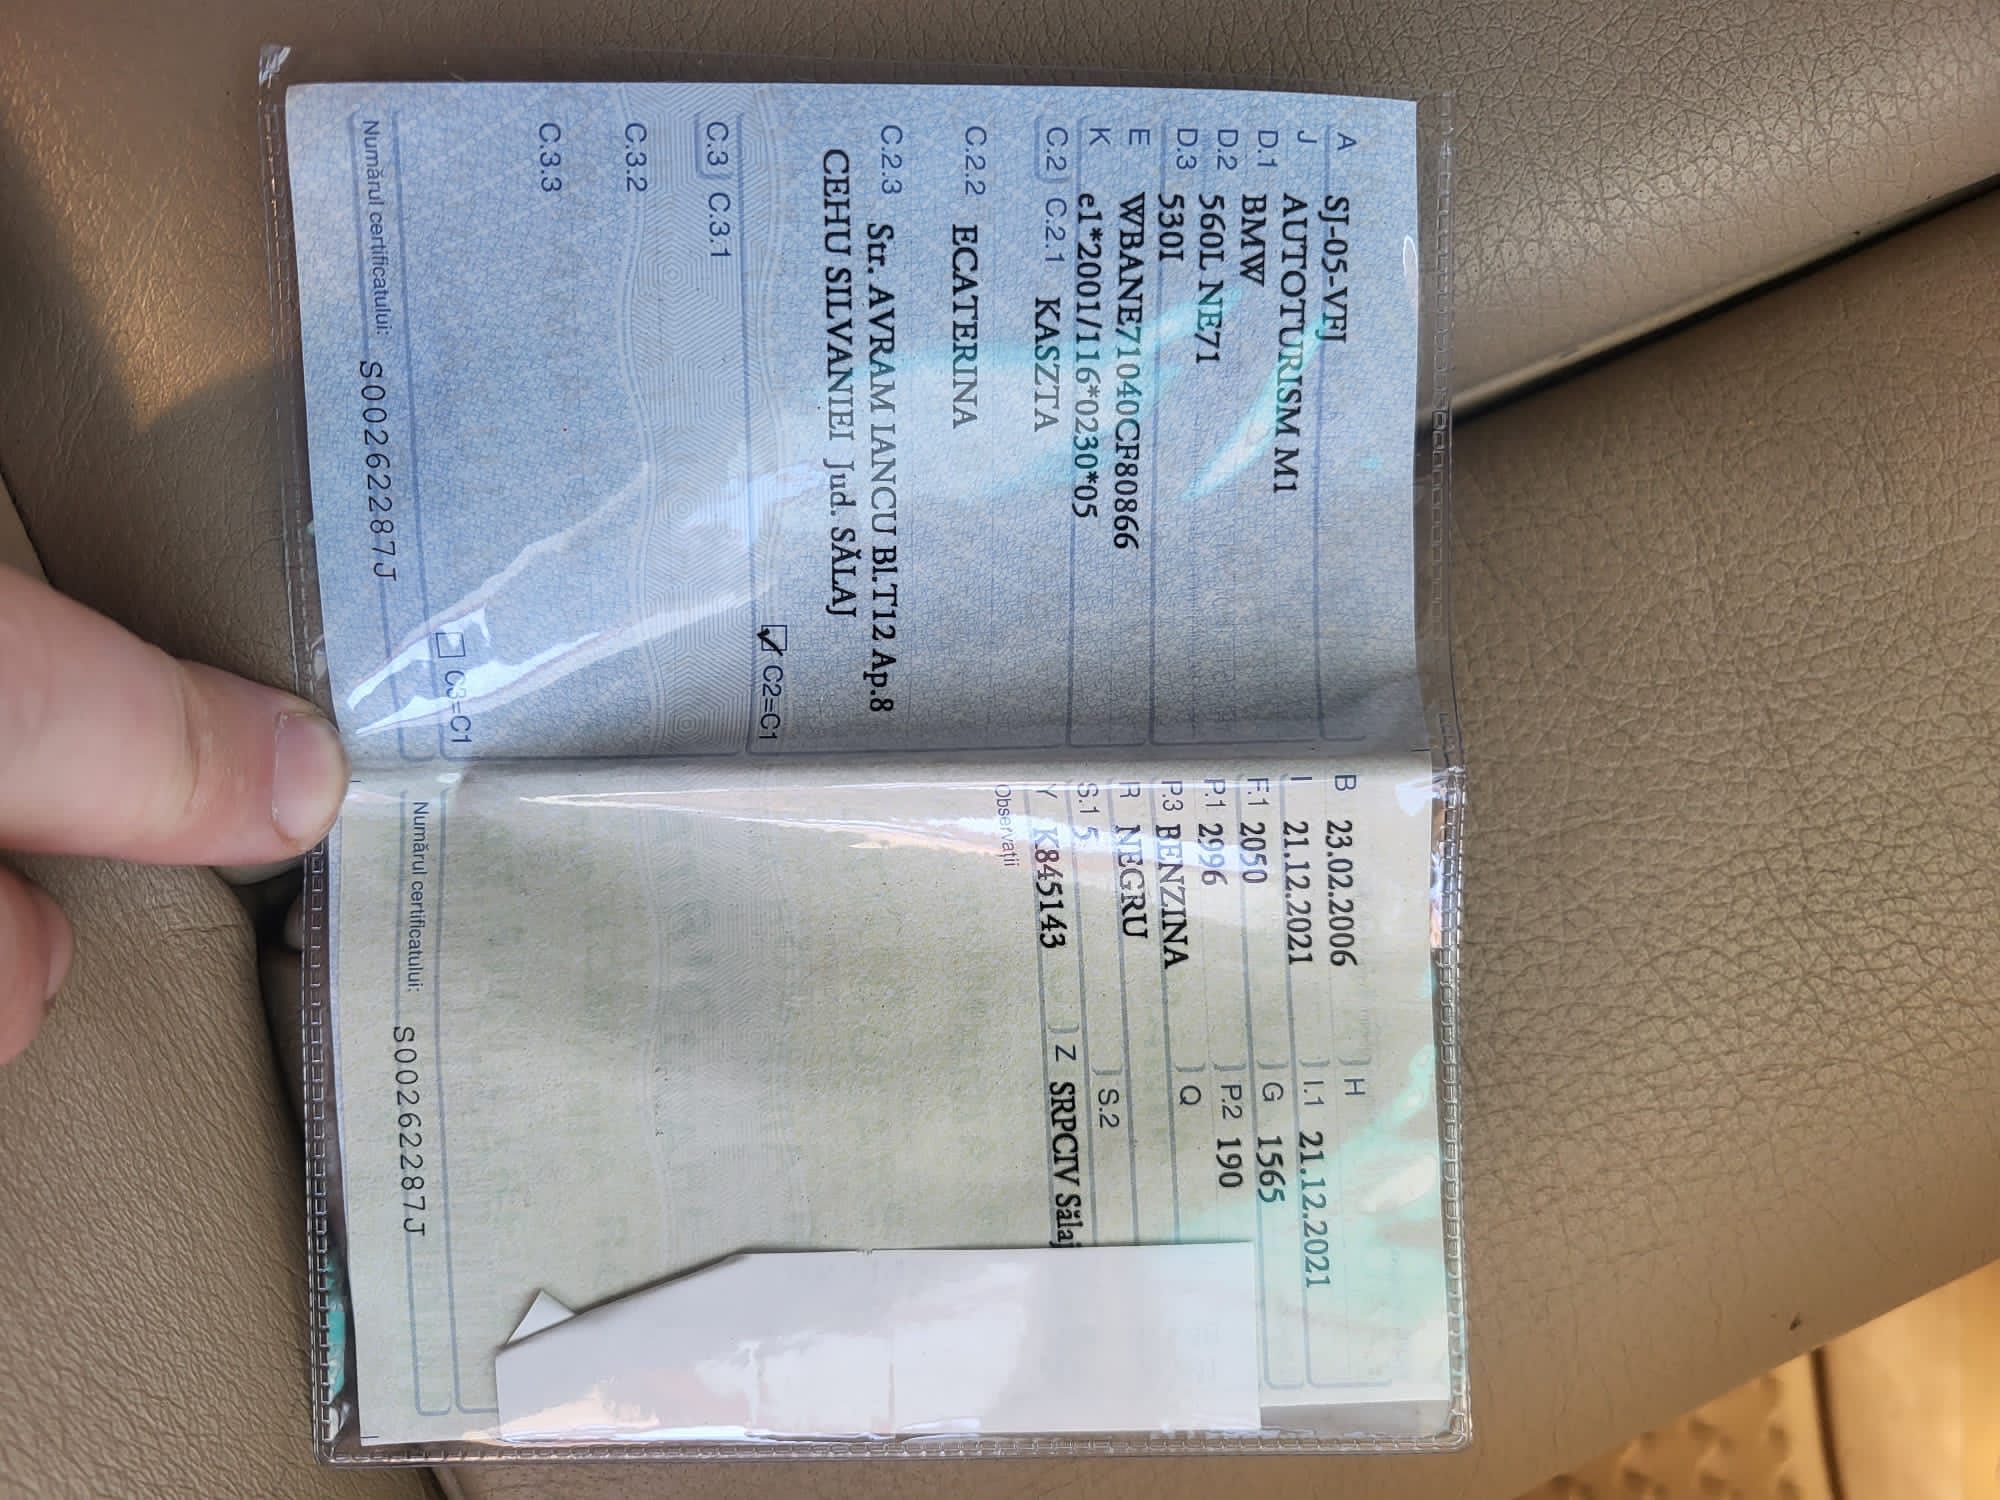 A SJ-05-VFJ
J AUTOTURISM M1
D.1 BMW
D.2 560L NE71
D.3 530I
E WBANE71040CF80866
K e1*2001/116*0230*05
C.2 C.2.1 KASZTA
C.2.2 ECATERINA
C.2.3 Str. AVRAM IANCU Bl.T12 Ap.8
CEHU SILVANIEI Jud. SĂLAJ
C2=C1
C.3 C.3.1
C.3.2
C.3.3
C3=C1
Numărul certificatului: S00262287J
B 23.02.2006 H
I 21.12.2021 I.1 21.12.2021
F.1 2050 G 1565
P.1 2996 P.2 190
P.3 BENZINA Q
R NEGRU
S.1 5 S.2
Y K845143 Z SRPCIV Sălaj
Observații
Numărul certificatului: S00262287J